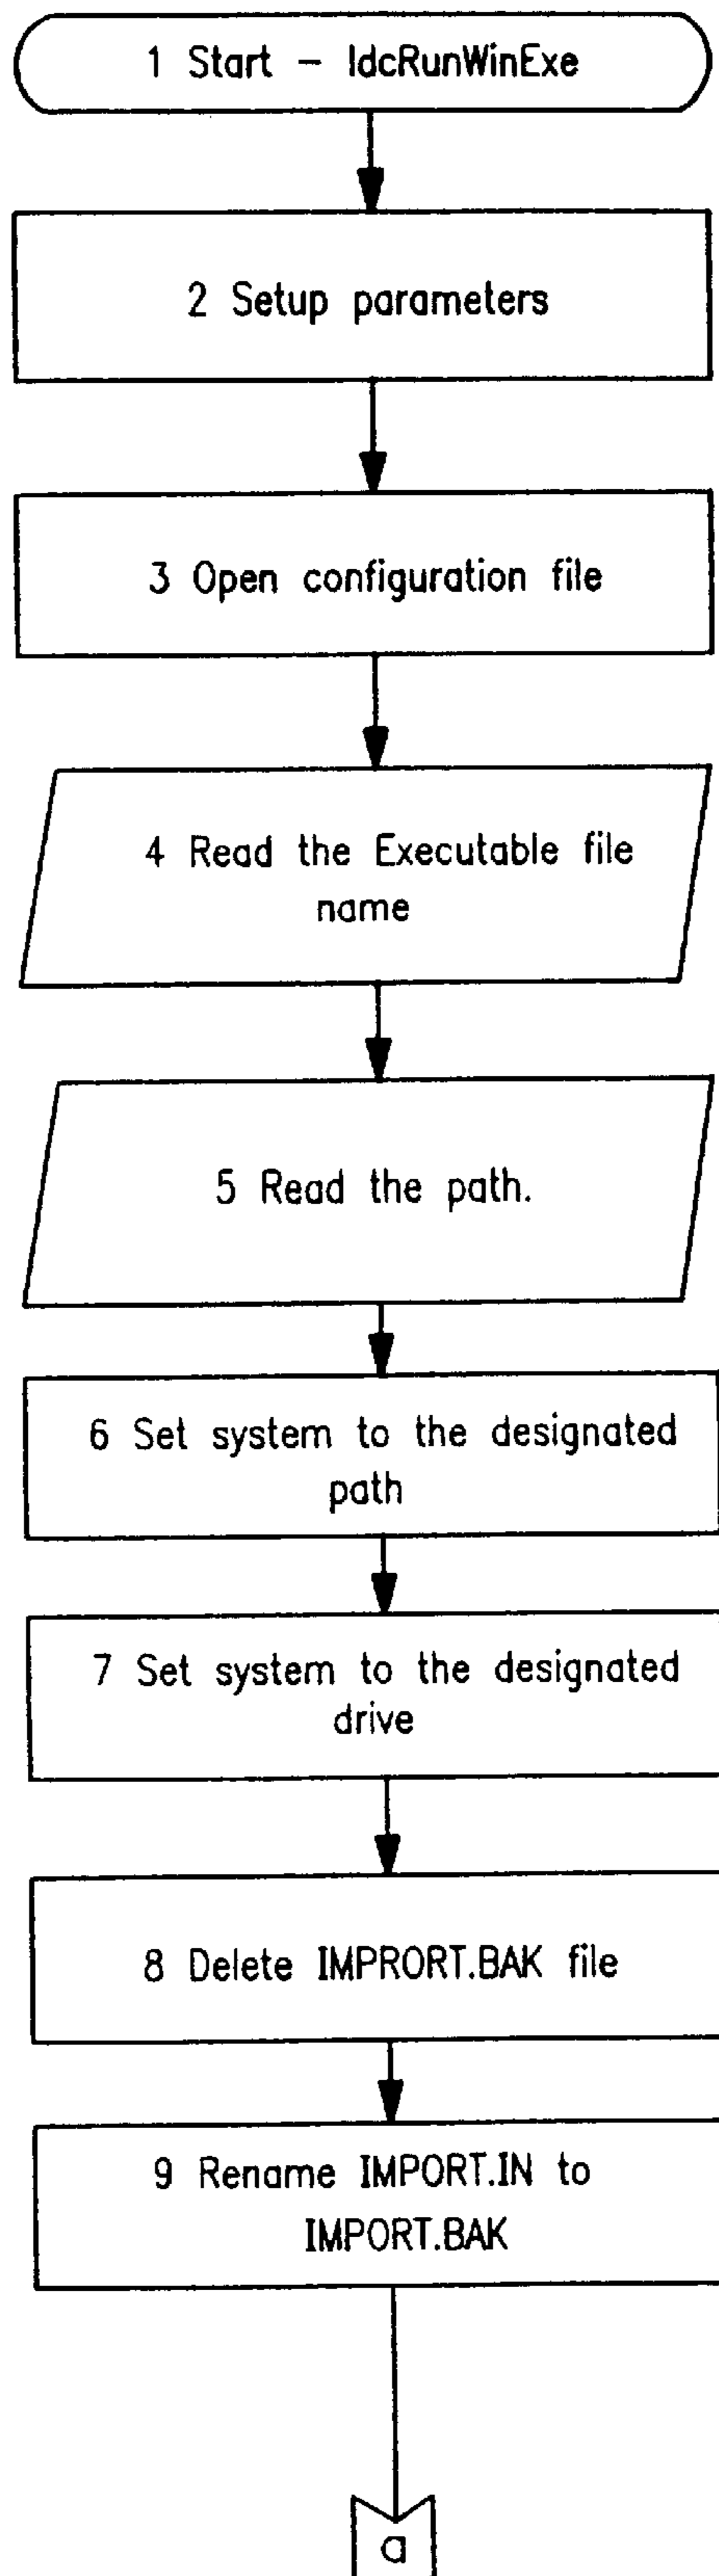 1 Start - IdcRunWinExe
2 Setup parameters
3 Open configuration file
4 Read the Executable file
name
5 Read the path.
6 Set system to the designated
path
7 Set system to the designated
drive
8 Delete IMPRORT.BAK file
9 Rename IMPORT.IN to
IMPORT.BAK
a